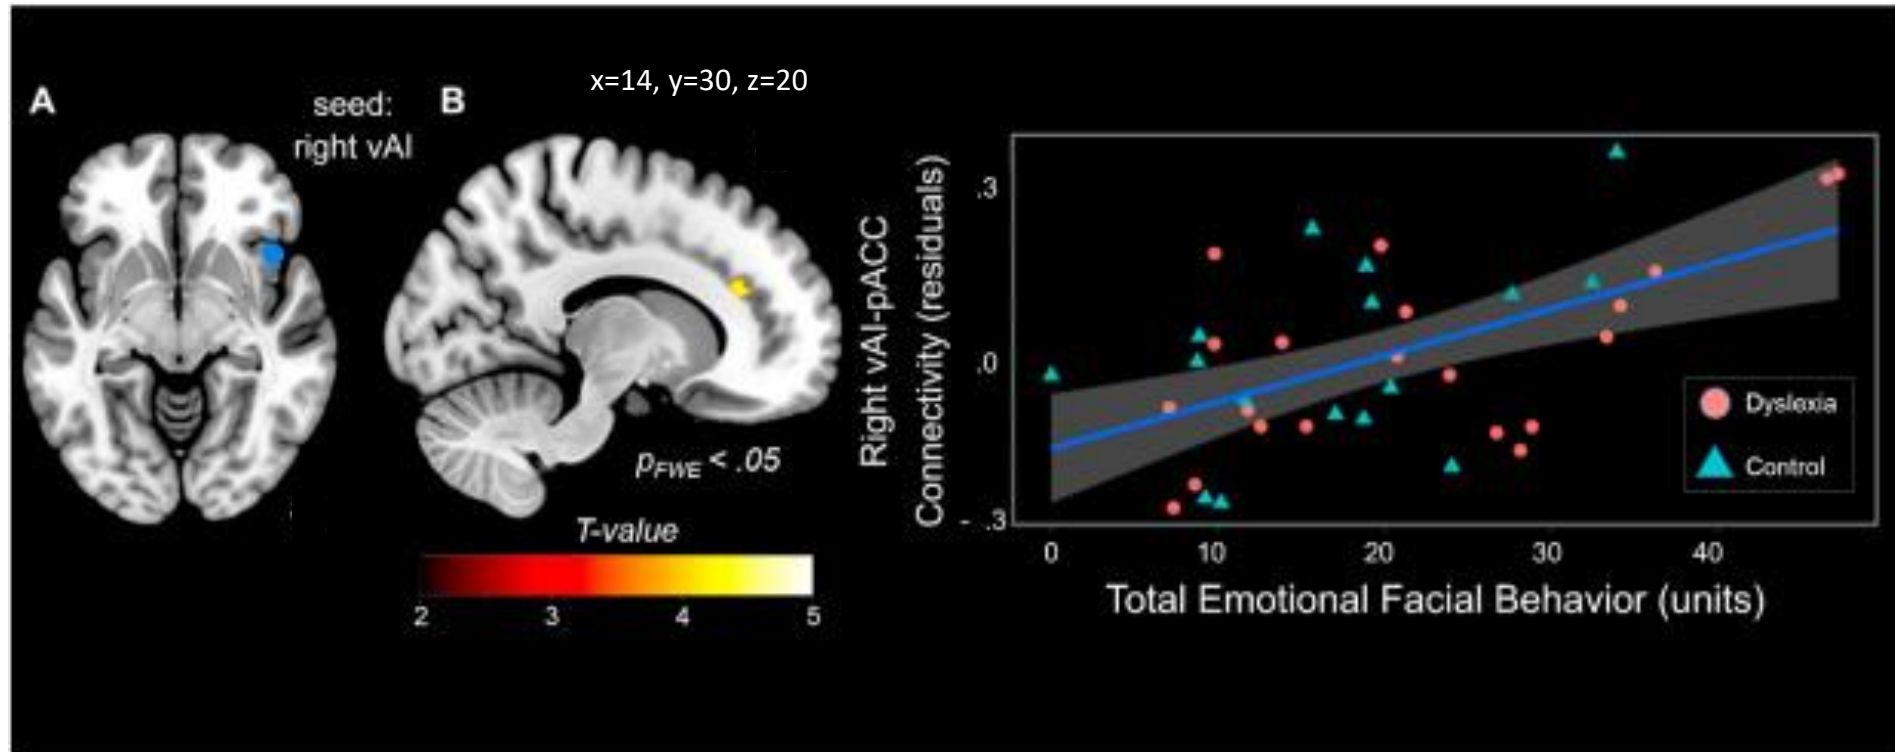 A
seed:
right vAI
B
x=14, y=30, z=20
pFWE < .05
T-value
2 3 4 5
Right vAI-pACC
Connectivity (residuals)
.3
.0
- .3
0 10 20 30 40
Total Emotional Facial Behavior (units)
Dyslexia
Control